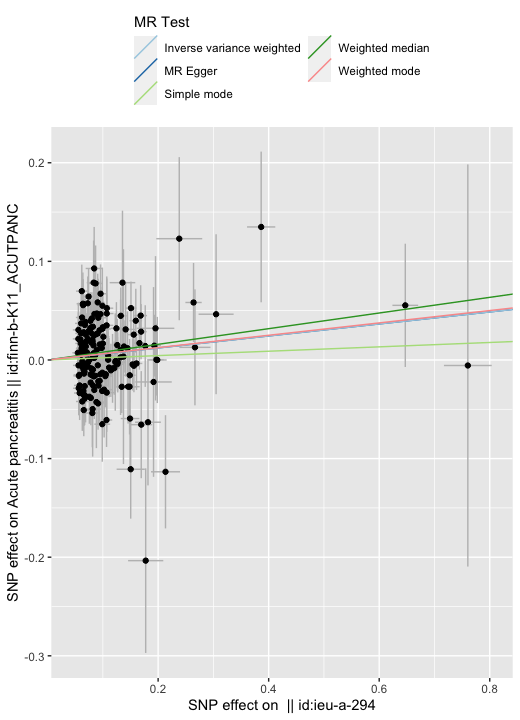 MR Test
Inverse variance weighted
Weighted median
MR Egger
Weighted mode
Simple mode
SNP effect on Acute pancreatitis || id:finn-b-K11_ACUTPANC
0.2
0.1
0.0
-0.1
-0.2
-0.3
0.2 0.4 0.6 0.8
SNP effect on  || id:ieu-a-294